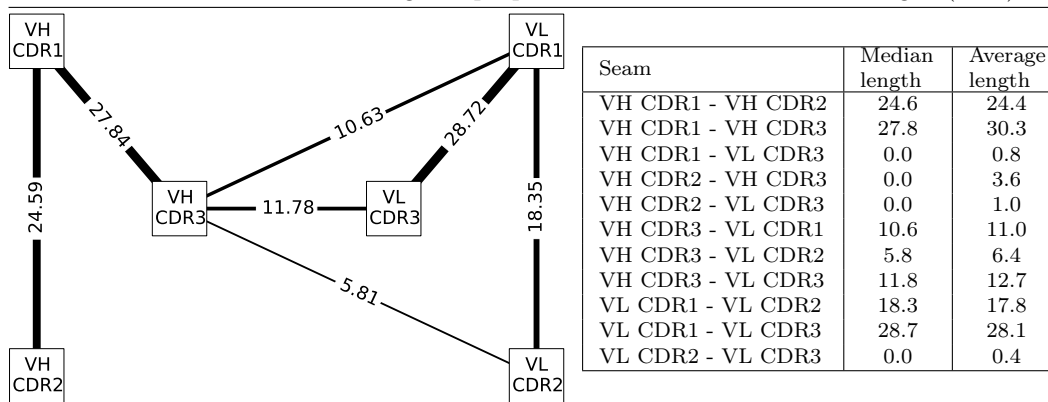 VH
CDR1
VL
CDR1
27.84
10.63
28.72
24.59
VH
CDR3
11.78
VL
CDR3
18.35
5.81
VH
CDR2
VL
CDR2
Seam Median length Average length
VH CDR1 - VH CDR2 24.6 24.4
VH CDR1 - VH CDR3 27.8 30.3
VH CDR1 - VL CDR3 0.0 0.8
VH CDR2 - VH CDR3 0.0 3.6
VH CDR2 - VL CDR3 0.0 1.0
VH CDR3 - VL CDR1 10.6 11.0
VH CDR3 - VL CDR2 5.8 6.4
VH CDR3 - VL CDR3 11.8 12.7
VL CDR1 - VL CDR2 18.3 17.8
VL CDR1 - VL CDR3 28.7 28.1
VL CDR2 - VL CDR3 0.0 0.4